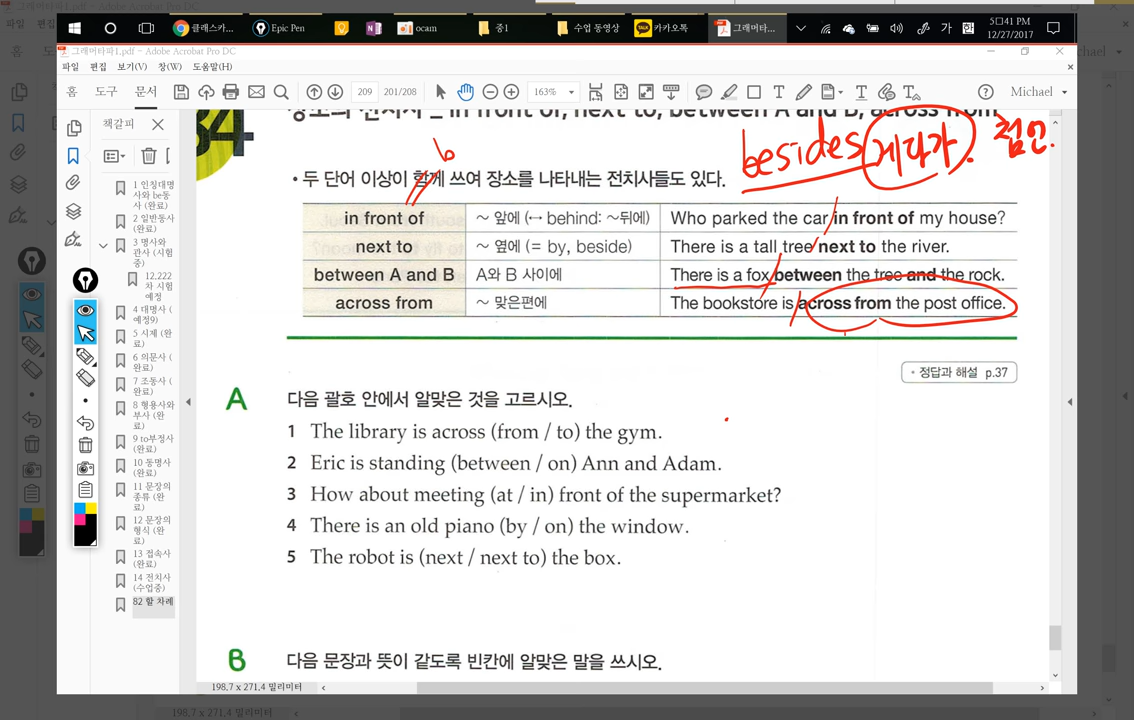 클래스카...
Epic Pen
ocam
중1
수업 동영상
카카오톡
그래머타...
가
5:41 PM
12/27/2017
그래머타파1.pdf - Adobe Acrobat Pro DC
파일 편집 보기(V) 창(W) 도움말(H)
홈 도구 문서
209 201/208
163%
Michael
책갈피
1 인칭대명
사와 be동
사 (완료)
2 일반동사
(완료)
3 명사와
관사 (시험
중)
12,222
차 시험
예정
4 대명사 (
예정9)
5 시제 (완
료)
6 의문사 (
완료)
7 조동사 (
완료)
8 형용사와
부사 (완
료)
9 to부정사
(완료)
10 동명사
(완료)
11 문장의
종류 (완
료)
12 문장의
형식 (완
료)
13 접속사
(완료)
14 전치사
(수업중)
82 할 차례
84
장소의 전치사 _ in front of, next to, between A and B, across from
besides 게다가. 첨언.
• 두 단어 이상이 함께 쓰여 장소를 나타내는 전치사들도 있다.
in front of ~ 앞에 (↔ behind: ~뒤에) Who parked the car in front of my house?
next to ~ 옆에 (= by, beside) There is a tall tree next to the river.
between A and B A와 B 사이에 There is a fox between the tree and the rock.
across from ~ 맞은편에 The bookstore is across from the post office.
• 정답과 해설 p.37
A 다음 괄호 안에서 알맞은 것을 고르시오.
1 The library is across (from / to) the gym.
2 Eric is standing (between / on) Ann and Adam.
3 How about meeting (at / in) front of the supermarket?
4 There is an old piano (by / on) the window.
5 The robot is (next / next to) the box.
B 다음 문장과 뜻이 같도록 빈칸에 알맞은 말을 쓰시오.
198.7 x 271.4 밀리미터
198.7 x 271.4 밀리미터